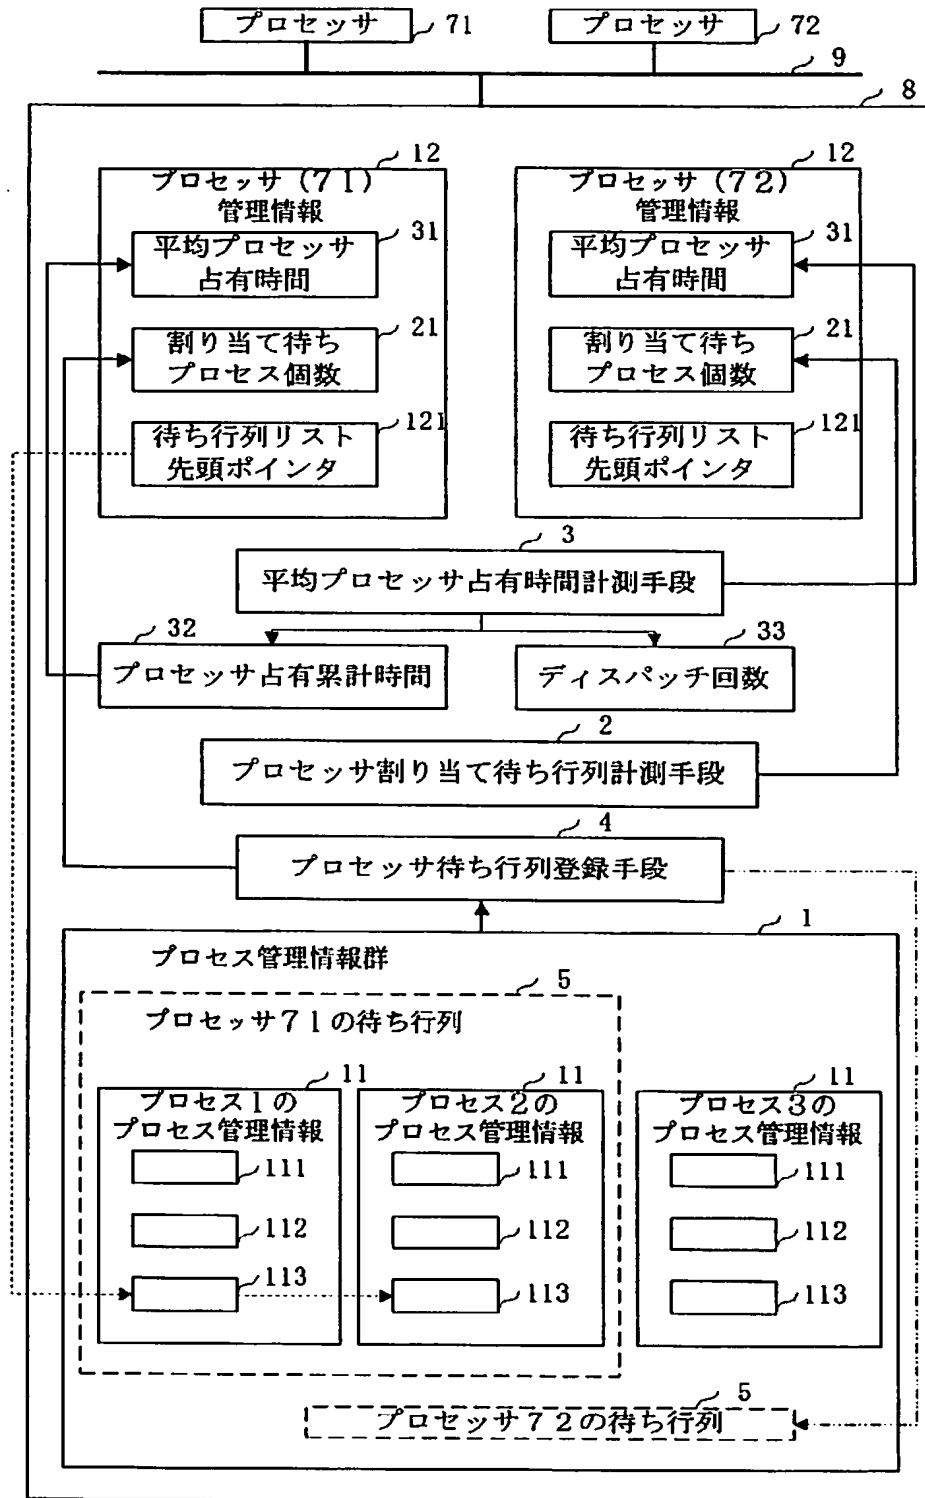 プロセッサ 71
プロセッサ 72
9
8
12
プロセッサ（７１）
管理情報
31
平均プロセッサ
占有時間
21
割り当て待ち
プロセス個数
121
待ち行列リスト
先頭ポインタ
12
プロセッサ（７２）
管理情報
31
平均プロセッサ
占有時間
21
割り当て待ち
プロセス個数
121
待ち行列リスト
先頭ポインタ
3
平均プロセッサ占有時間計測手段
32
プロセッサ占有累計時間
33
ディスパッチ回数
2
プロセッサ割り当て待ち行列計測手段
4
プロセッサ待ち行列登録手段
1
プロセス管理情報群
5
プロセッサ７１の待ち行列
11
プロセス１の
プロセス管理情報
111
112
113
11
プロセス２の
プロセス管理情報
111
112
113
11
プロセス３の
プロセス管理情報
111
112
113
5
プロセッサ７２の待ち行列